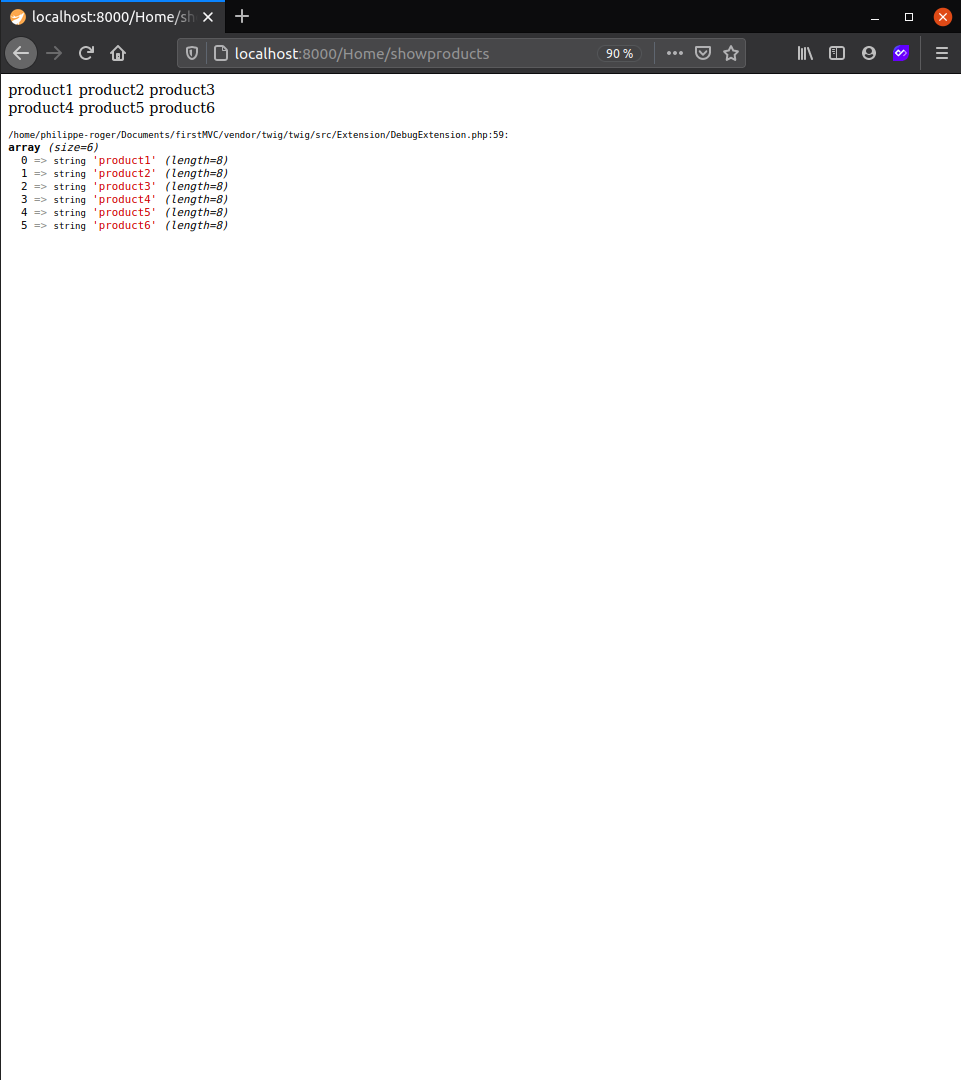 localhost:8000/Home/sh
localhost:8000/Home/showproducts
90 %
product1 product2 product3
product4 product5 product6
/home/philippe-roger/Documents/firstMVC/vendor/twig/twig/src/Extension/DebugExtension.php:59:
array (size=6)
0 => string 'product1' (length=8)
1 => string 'product2' (length=8)
2 => string 'product3' (length=8)
3 => string 'product4' (length=8)
4 => string 'product5' (length=8)
5 => string 'product6' (length=8)